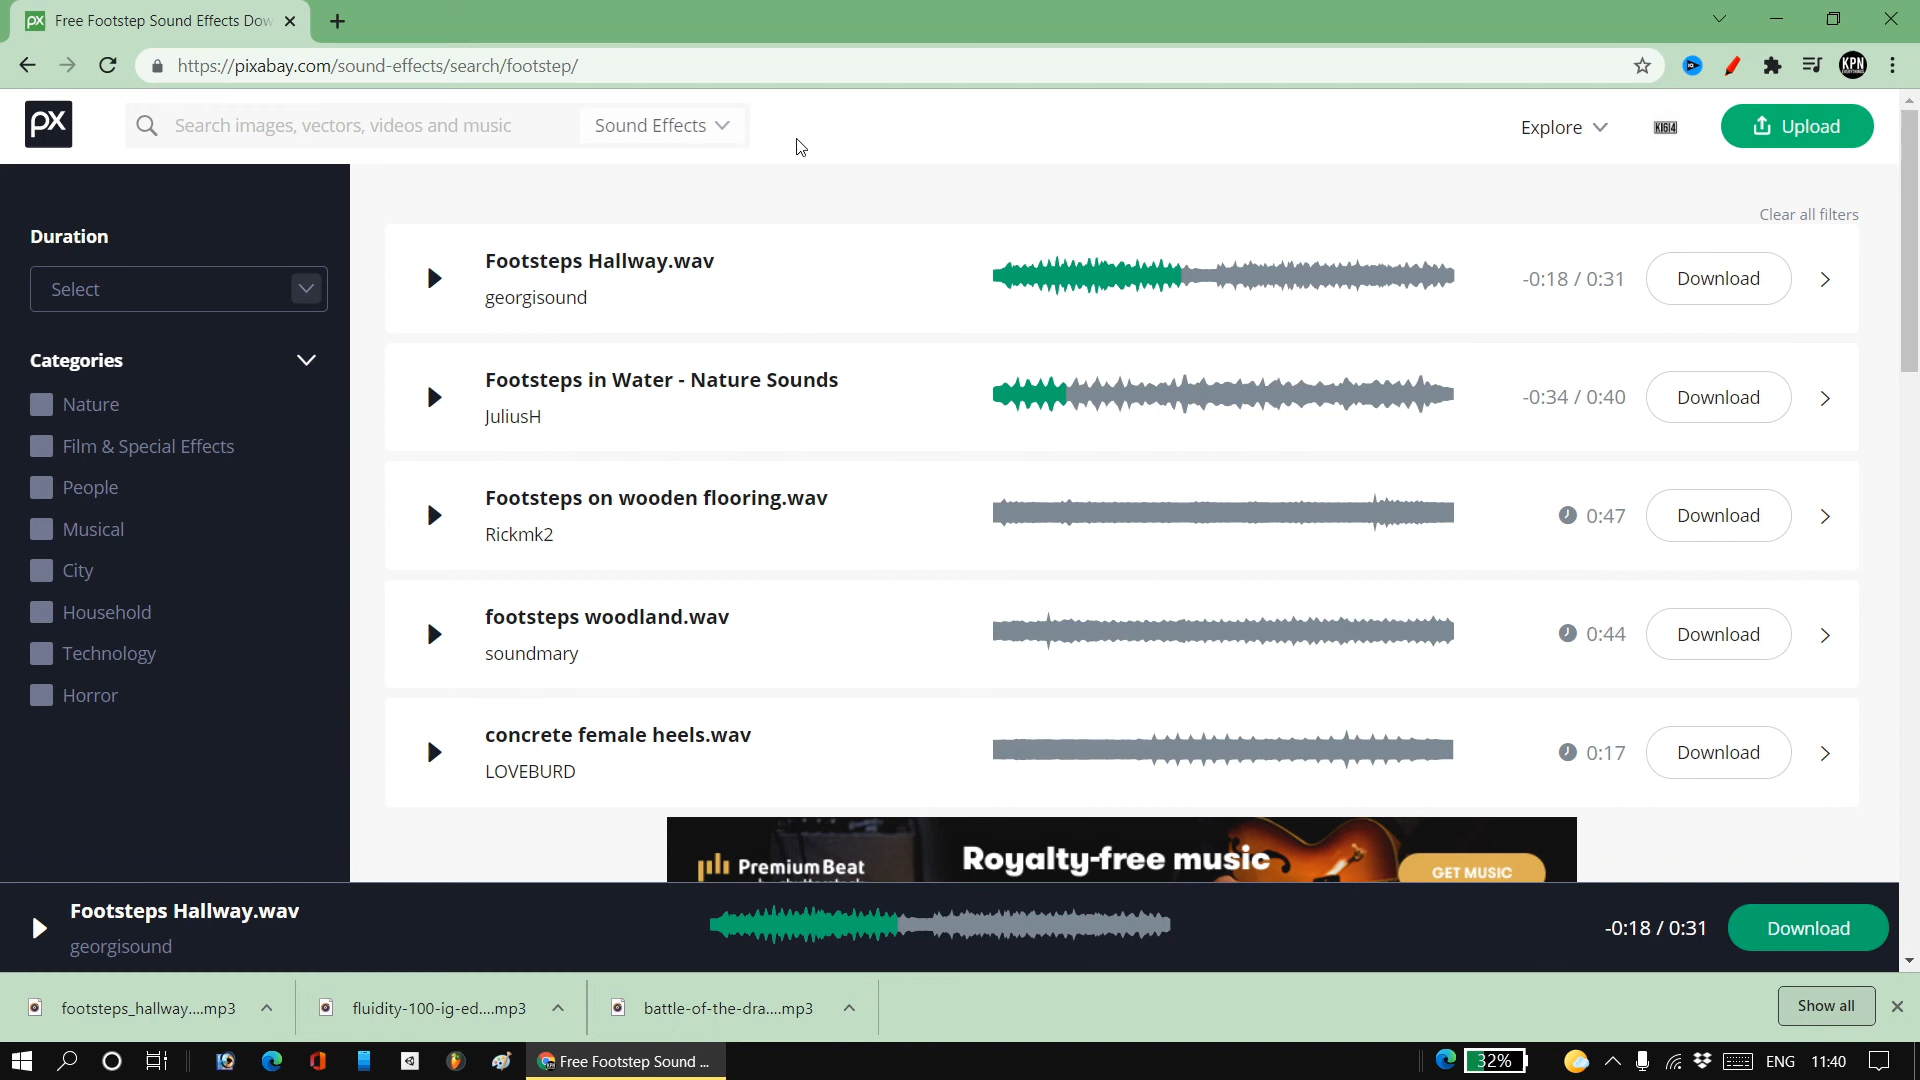 px Free Footstep Sound Effects Dow
https://pixabay.com/sound-effects/search/footstep/
KPN
px Search images, vectors, videos and music Sound Effects Explore Upload
Clear all filters
Duration
Select
Categories
Nature
Film & Special Effects
People
Musical
City
Household
Technology
Horror
Footsteps Hallway.wav
georgisound
-0:18 / 0:31 Download
Footsteps in Water - Nature Sounds
JuliusH
-0:34 / 0:40 Download
Footsteps on wooden flooring.wav
Rickmk2
0:47 Download
footsteps woodland.wav
soundmary
0:44 Download
concrete female heels.wav
LOVEBURD
0:17 Download
PremiumBeat Royalty-free music GET MUSIC
Footsteps Hallway.wav
georgisound
-0:18 / 0:31 Download
footsteps_hallway....mp3 fluidity-100-ig-ed....mp3 battle-of-the-dra....mp3 Show all
Free Footstep Sound ... 32% ENG 11:40